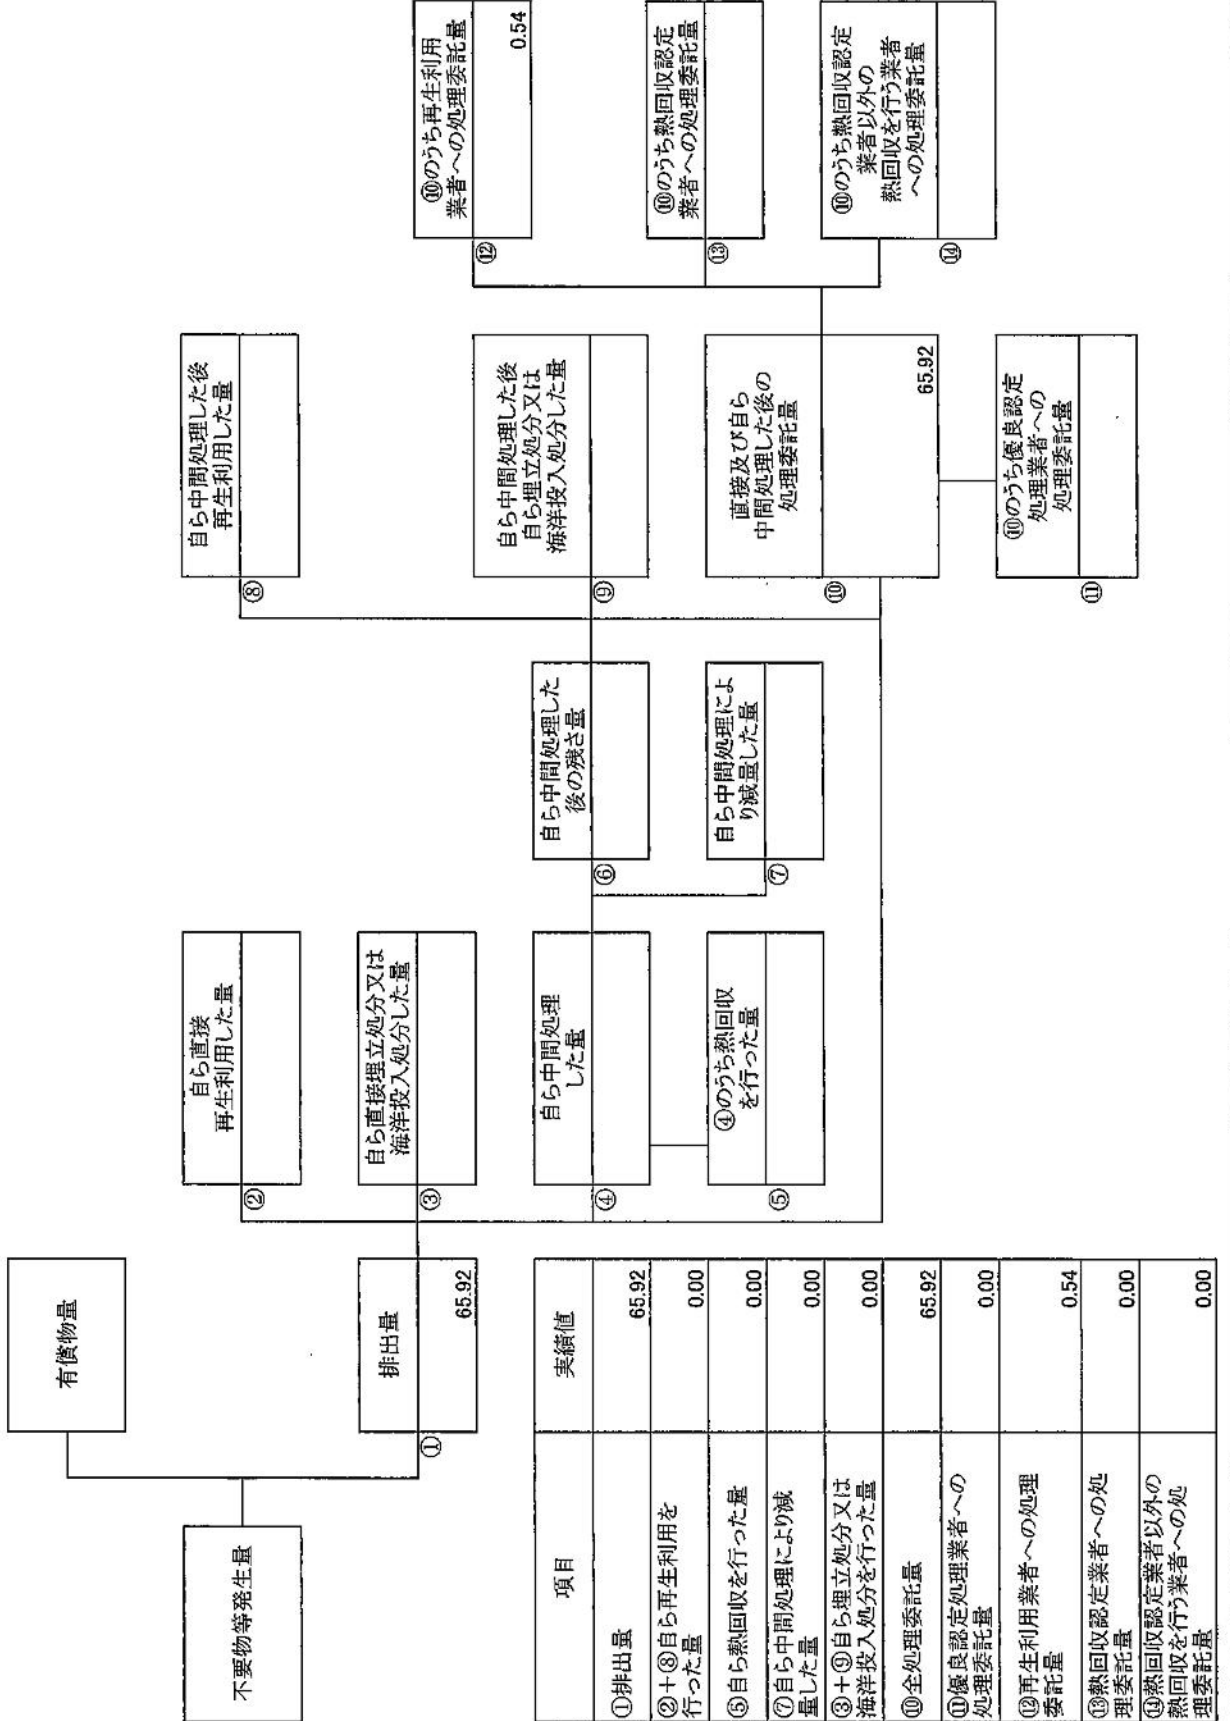 不要物等発生量
有償物量
排出量
①
65.92
自ら直接
再生利用した量
②
自ら直接埋立処分又は
海洋投入処分した量
③
自ら中間処理
した量
④
④のうち熱回収
を行った量
⑤
自ら中間処理した
後の残さ量
⑥
自ら中間処理によ
り減量した量
⑦
自ら中間処理した後
再生利用した量
⑧
自ら中間処理した後
自ら埋立処分又は
海洋投入処分した量
⑨
直接及び自ら
中間処理した後の
処理委託量
⑩
65.92
⑩のうち優良認定
処理業者への
処理委託量
⑪
⑩のうち再生利用
業者への処理委託量
⑫
0.54
⑩のうち熱回収認定
業者への処理委託量
⑬
⑩のうち熱回収認定
業者以外の
熱回収を行う業者
への処理委託量
⑭
項目
実績値
①排出量
65.92
②+⑧自ら再生利用を
行った量
0.00
⑤自ら熱回収を行った量
0.00
⑦自ら中間処理により減
量した量
0.00
③+⑨自ら埋立処分又は
海洋投入処分を行った量
0.00
⑩全処理委託量
65.92
⑪優良認定処理業者への
処理委託量
0.00
⑫再生利用業者への処理
委託量
0.54
⑬熱回収認定業者への処
理委託量
0.00
⑭熱回収認定業者以外の
熱回収を行う業者への処
理委託量
0.00